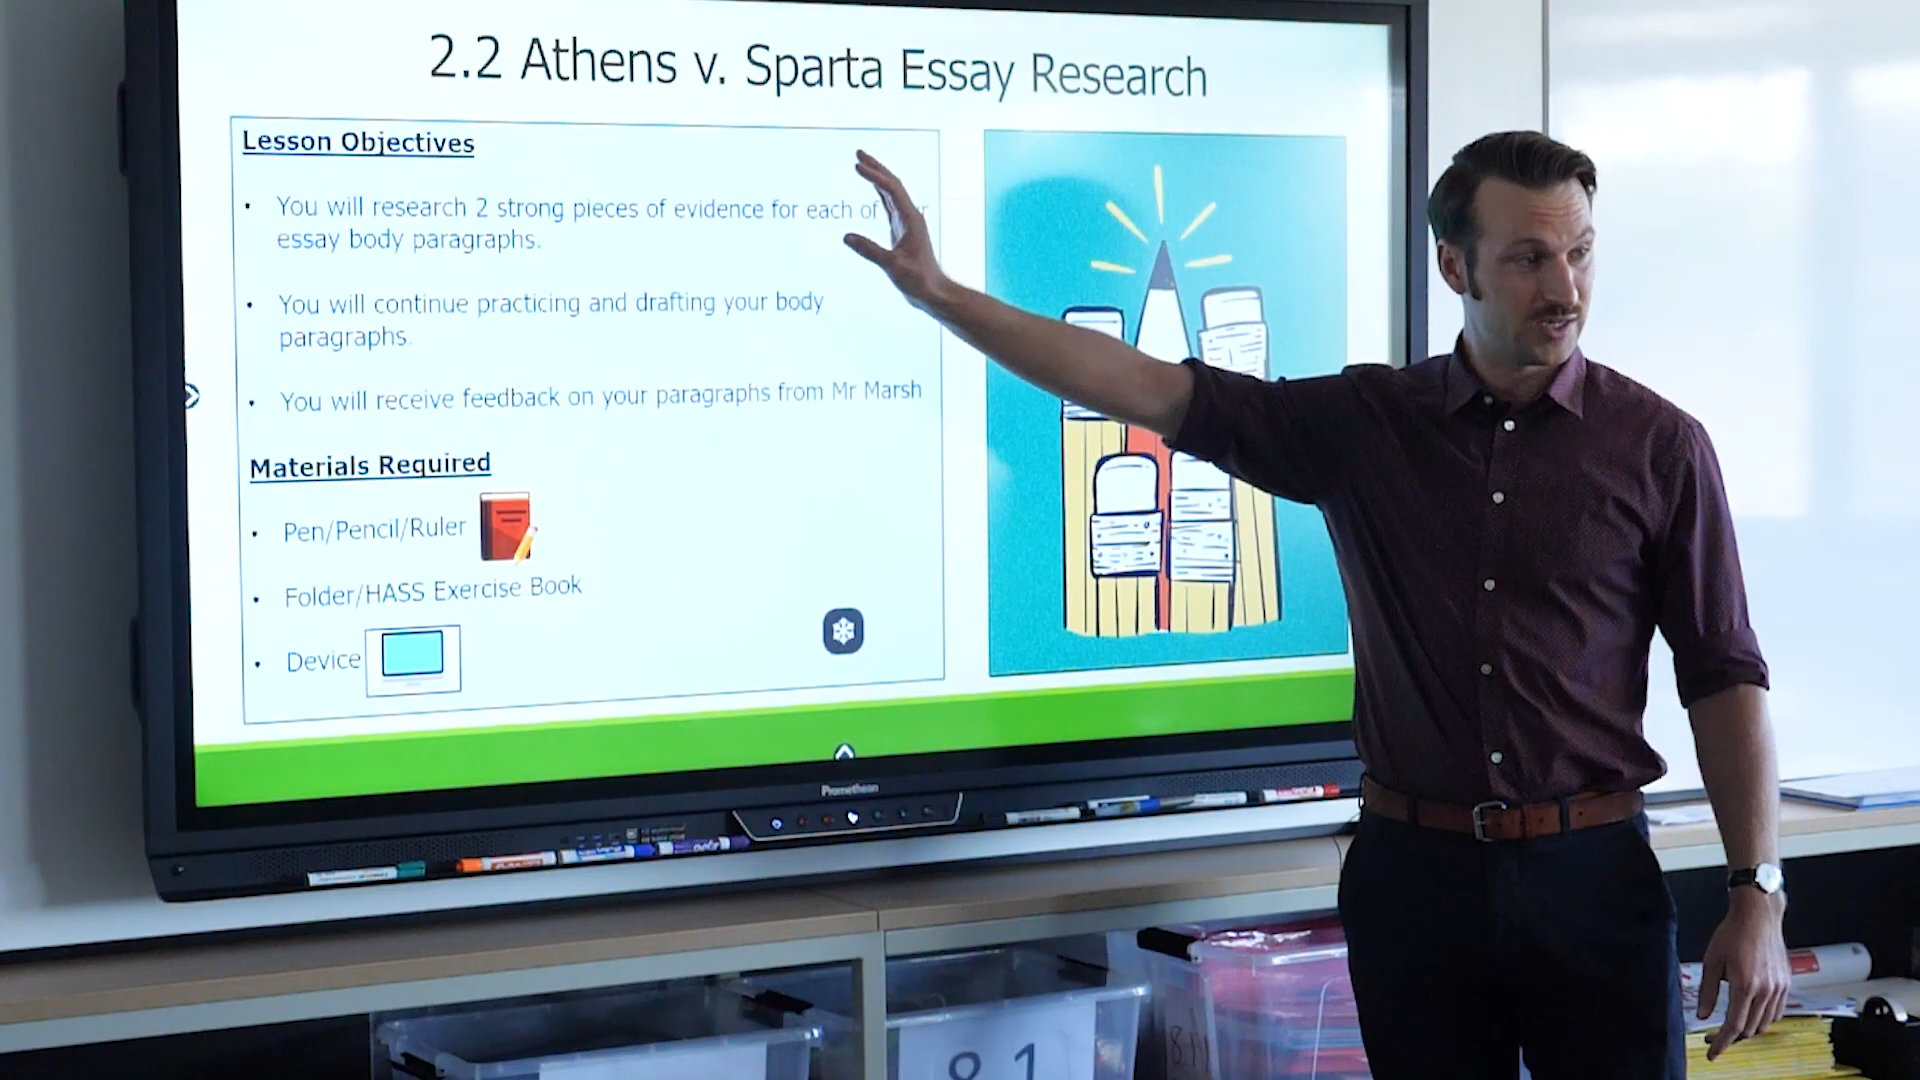 2.2 Athens v. Sparta Essay Research
Lesson Objectives
• You will research 2 strong pieces of evidence for each of
essay body paragraphs.
• You will continue practicing and drafting your body
paragraphs.
• You will receive feedback on your paragraphs from Mr Marsh
Materials Required
• Pen/Pencil/Ruler
• Folder/HASS Exercise Book
• Device
Promethean
8 1